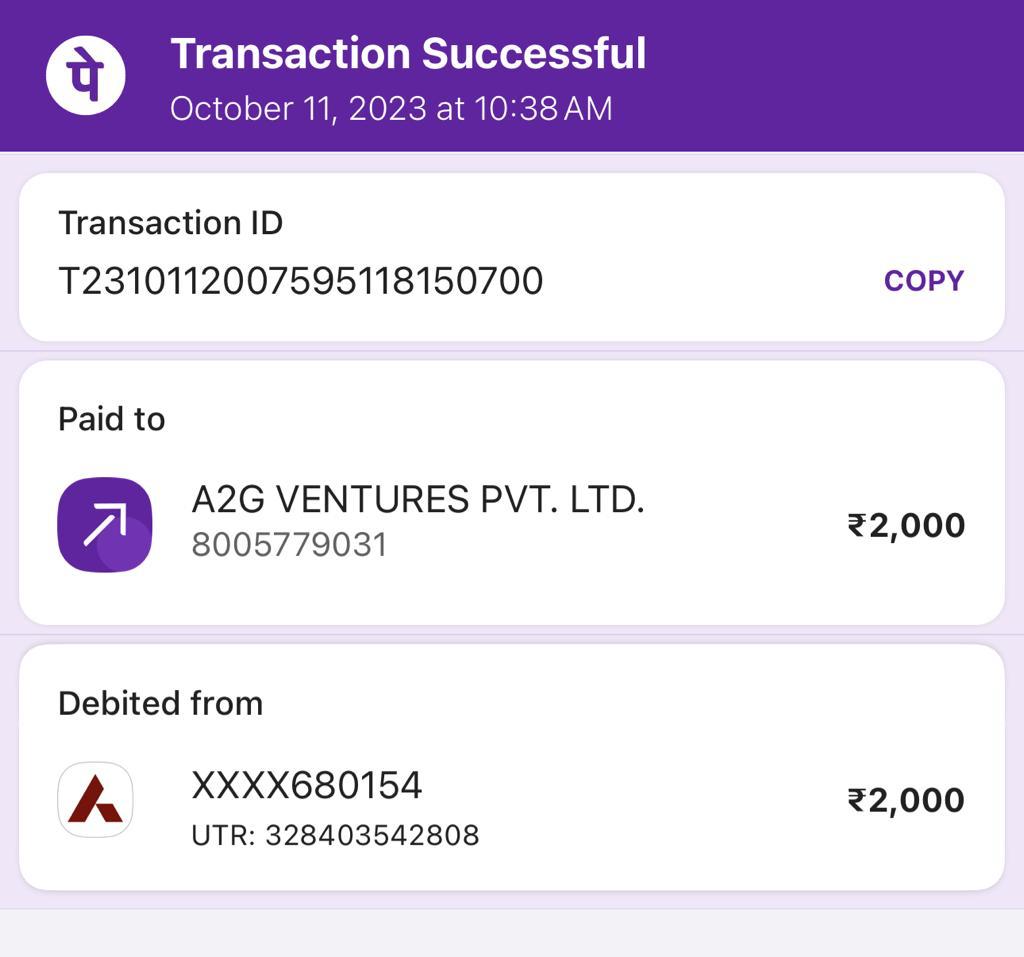 पे
Transaction Successful
October 11, 2023 at 10:38 AM
Transaction ID
T2310112007595118150700
COPY
Paid to
A2G VENTURES PVT. LTD.
8005779031
₹2,000
Debited from
XXXX680154
₹2,000
UTR: 328403542808